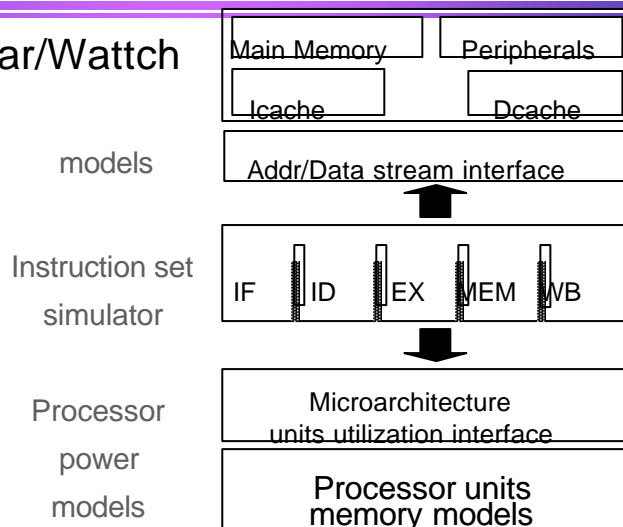 ar/Wattch
Main Memory
Peripherals
Icache
Dcache
models
Addr/Data stream interface
Instruction set
simulator
IF
ID
EX
MEM
WB
Processor
power
models
Microarchitecture
units utilization interface
Processor units
memory models